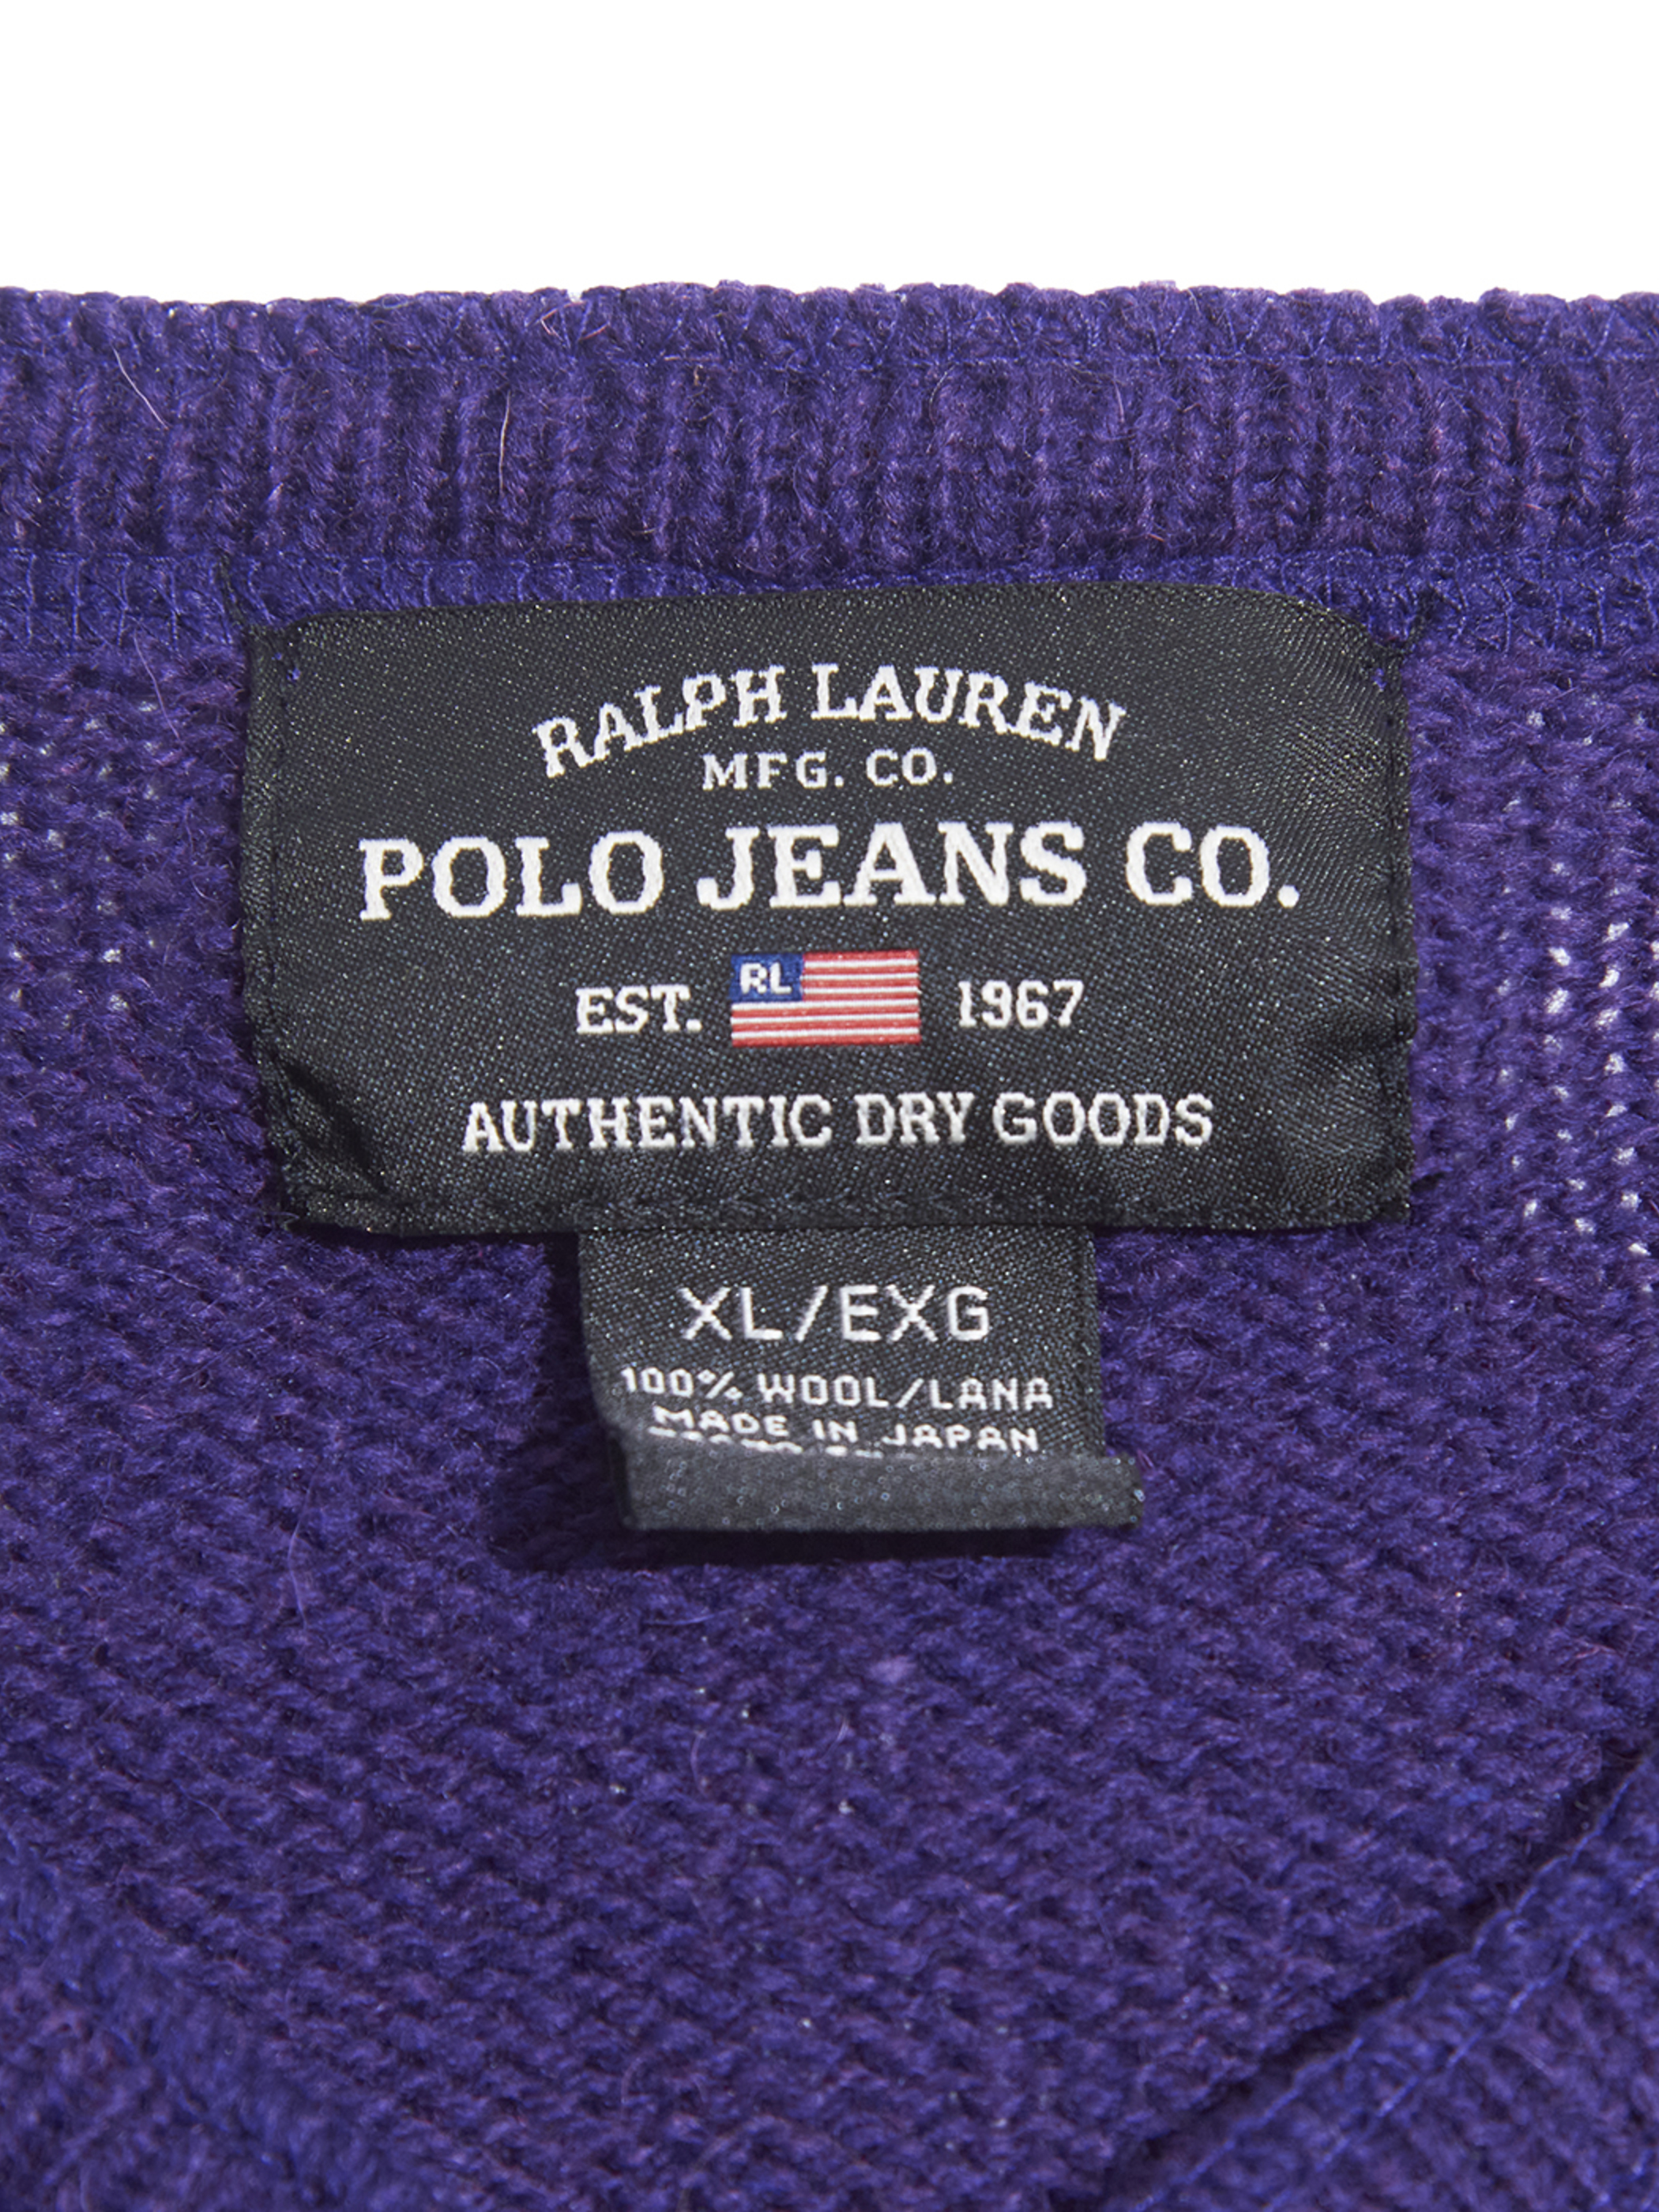 RALPH LAUREN
MFG. CO.
POLO JEANS CO.
EST. RL 1967
AUTHENTIC DRY GOODS
XL/EXG
100% WOOL/LANA
MADE IN JAPAN